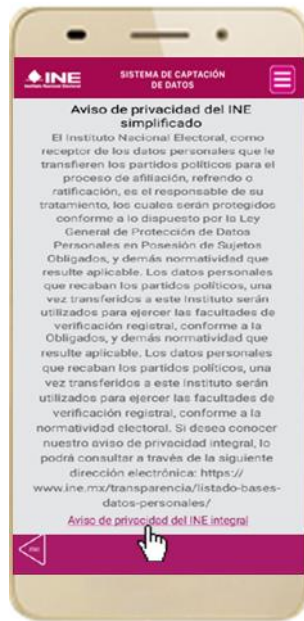 INE
Instituto Nacional Electoral
SISTEMA DE CAPTACIÓN
DE DATOS
Aviso de privacidad del INE
simplificado
El Instituto Nacional Electoral, como
receptor de los datos personales que le
transfieren los partidos políticos para el
proceso de afiliación, refrendo o
ratificación, es el responsable de su
tratamiento, los cuales serán protegidos
conforme a lo dispuesto por la Ley
General de Protección de Datos
Personales en Posesión de Sujetos
Obligados, y demás normatividad que
resulte aplicable. Los datos personales
que recaban los partidos políticos, una
vez transferidos a este Instituto serán
utilizados para ejercer las facultades de
verificación registral, conforme a la
Obligados, y demás normatividad que
resulte aplicable. Los datos personales
que recaban los partidos políticos, una
vez transferidos a este Instituto serán
utilizados para ejercer las facultades de
verificación registral, conforme a la
normatividad electoral. Si desea conocer
nuestro aviso de privacidad integral, lo
podrá consultar a través de la siguiente
dirección electrónica: https://
www.ine.mx/transparencia/listado-bases-
datos-personales/
Aviso de privacidad del INE integral